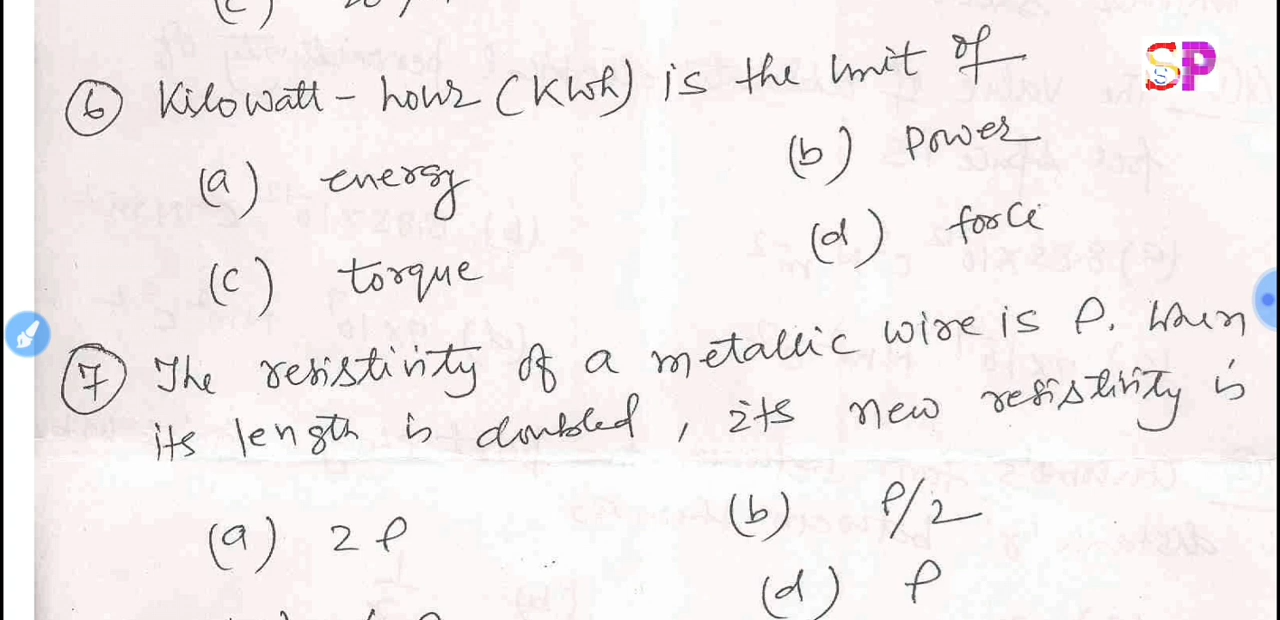 SP
S
⑥ Kilowatt - hour (KWh) is the unit of
(a) energy (b) Power
(c) torque (d) force
⑦ The resistivity of a metallic wire is ρ. When
its length is doubled, its new resistivity is
(a) 2ρ (b) ρ/2
(d) ρ